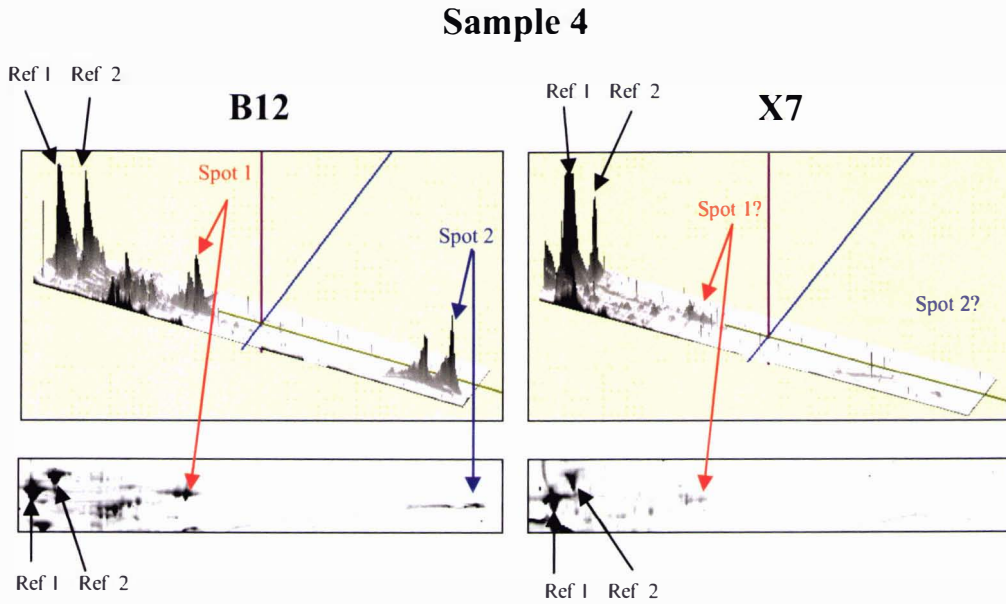 Sample 4
Ref 1 Ref 2
B12
Spot 1
Spot 2
Ref 1
Ref 2
X7
Spot 1?
Spot 2?
Ref 1 Ref 2
Ref 1 Ref 2